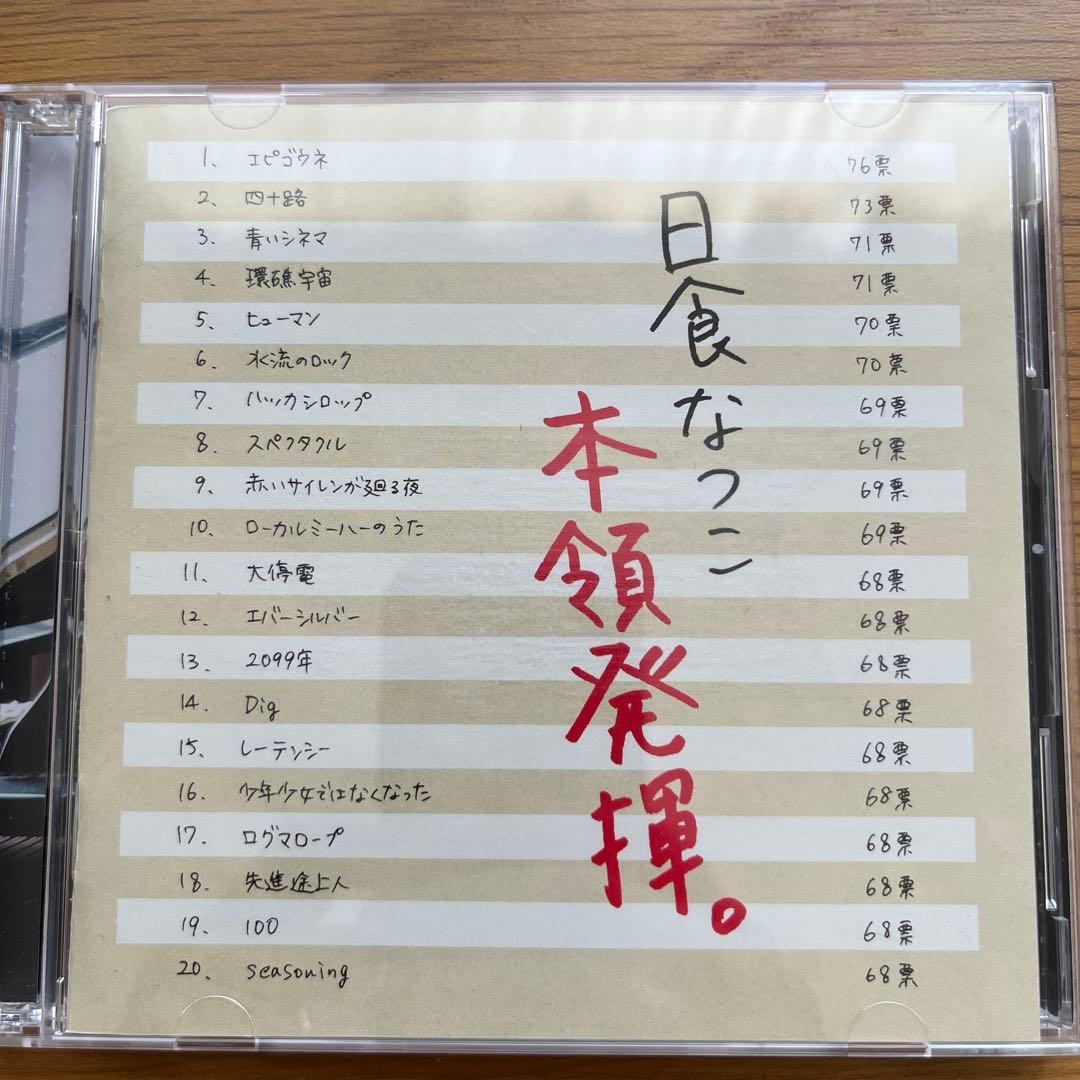 1. エピゴウネ 76票
2. 四十路 73票
3. 青いシネマ 71票
4. 環礁宇宙 71票
5. ヒューマン 70票
6. 水流のロック 70票
7. ハッカシロップ 69票
8. スペクタクル 69票
9. 赤いサイレンが廻る夜 69票
10. ローカルミーハーのうた 69票
11. 大停電 68票
12. エバーシルバー 68票
13. 2099年 68票
14. Dig 68票
15. レーテンシー 68票
16. 少年少女ではなくなった 68票
17. ログマロープ 68票
18. 先進途上人 68票
19. 100 68票
20. seasoning 68票
日食なつこ
本領発揮。